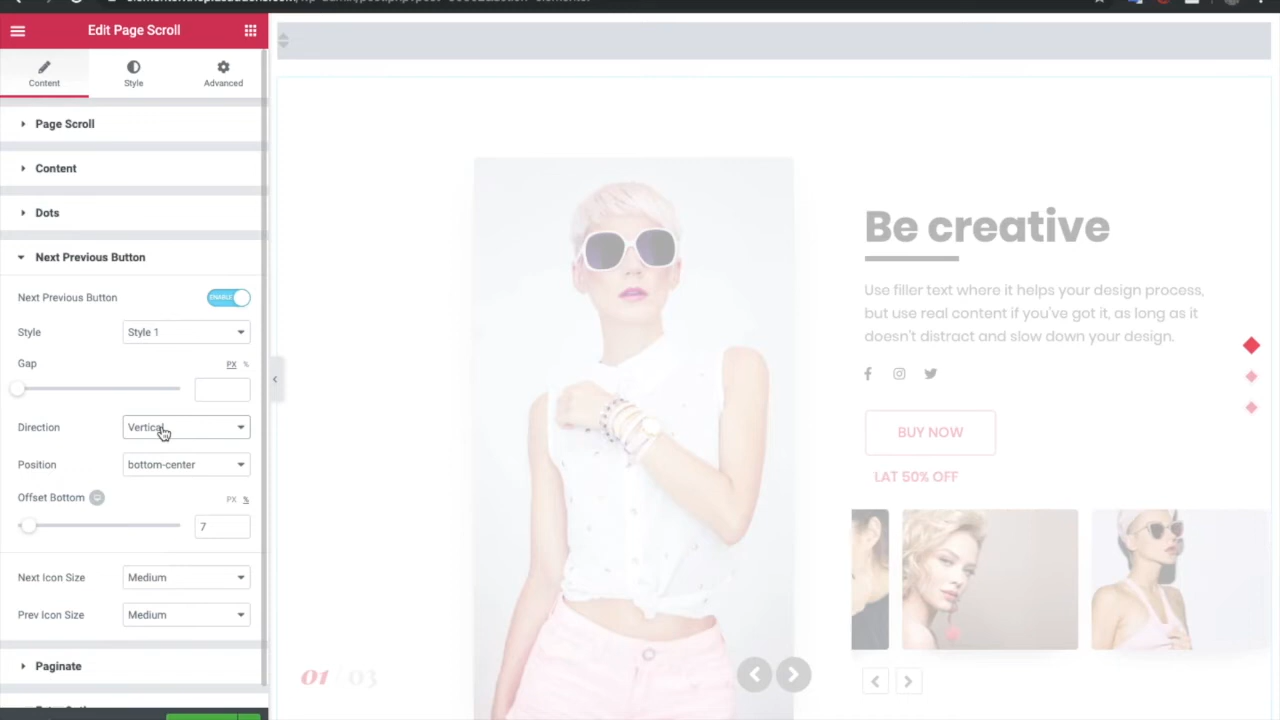 Edit Page Scroll
Content
Style
Advanced
Page Scroll
Content
Dots
Next Previous Button
Next Previous Button
ENABLE
Style
Style 1
Gap
PX %
Direction
Vertical
Position
bottom-center
Offset Bottom
PX %
7
Next Icon Size
Medium
Prev Icon Size
Medium
Paginate
Be creative
Use filler text where it helps your design process,
but use real content if you've got it, as long as it
doesn't distract and slow down your design.
BUY NOW
LAT 50% OFF
01 / 03